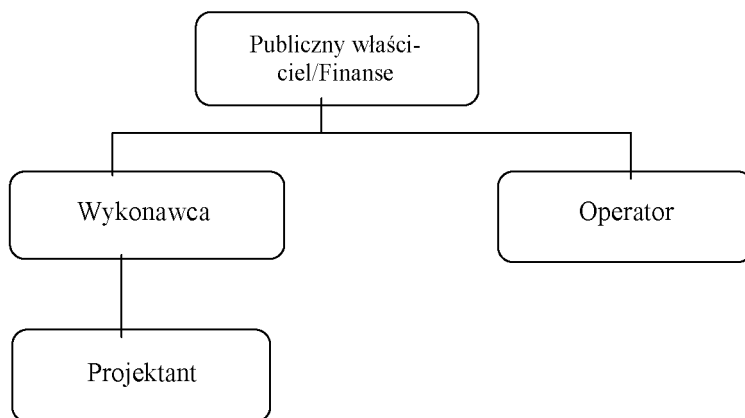 Publiczny właści-
ciel/Finanse
Wykonawca
Operator
Projektant